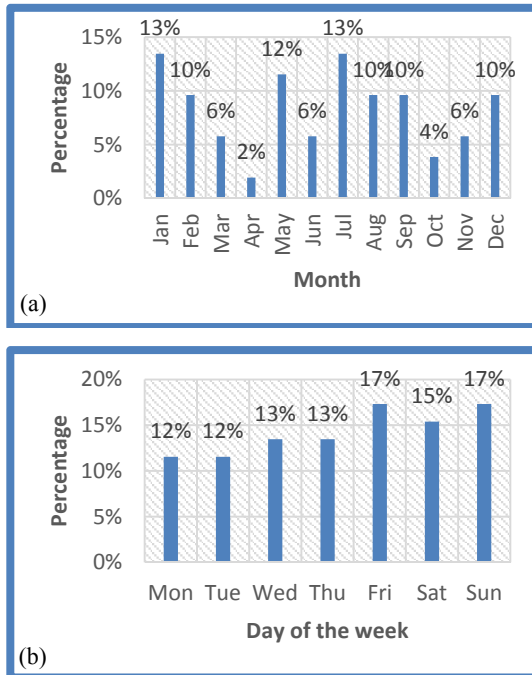 13%
10%
6%
2%
12%
6%
13%
10%
10%
4%
6%
10%
15%
10%
5%
0%
Percentage
Jan
Feb
Mar
Apr
May
Jun
Jul
Aug
Sep
Oct
Nov
Dec
Month
(a)
12%
12%
13%
13%
17%
15%
17%
20%
15%
10%
5%
0%
Percentage
Mon Tue Wed Thu Fri Sat Sun
Day of the week
(b)